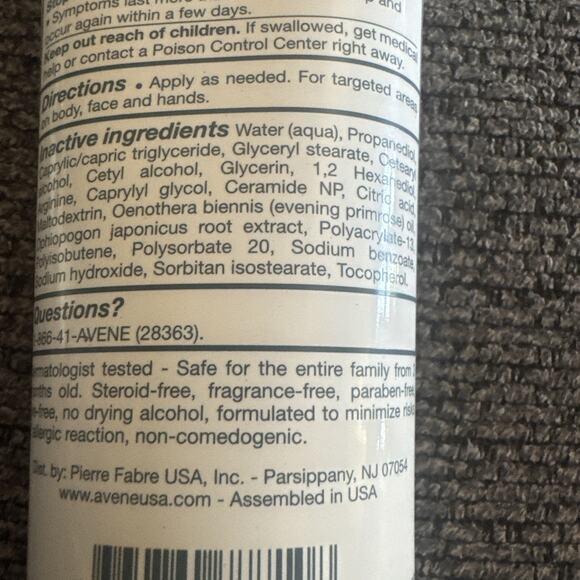 • Symptoms last more than and
occur again within a few days.
Keep out reach of children. If swallowed, get medical
help or contact a Poison Control Center right away.
Directions • Apply as needed. For targeted areas
on body, face and hands.
Inactive ingredients Water (aqua), Propanediol,
Caprylic/capric triglyceride, Glyceryl stearate, Cetearyl
alcohol, Cetyl alcohol, Glycerin, 1,2 Hexanediol,
Arginine, Caprylyl glycol, Ceramide NP, Citric acid,
Maltodextrin, Oenothera biennis (evening primrose) oil,
Ophiopogon japonicus root extract, Polyacrylate-13,
Polyisobutene, Polysorbate 20, Sodium benzoate,
Sodium hydroxide, Sorbitan isostearate, Tocopherol.
Questions?
1-866-41-AVENE (28363).
Dermatologist tested - Safe for the entire family from
months old. Steroid-free, fragrance-free, paraben-free,
-free, no drying alcohol, formulated to minimize risk
allergic reaction, non-comedogenic.
Dist. by: Pierre Fabre USA, Inc. - Parsippany, NJ 07054
www.aveneusa.com - Assembled in USA